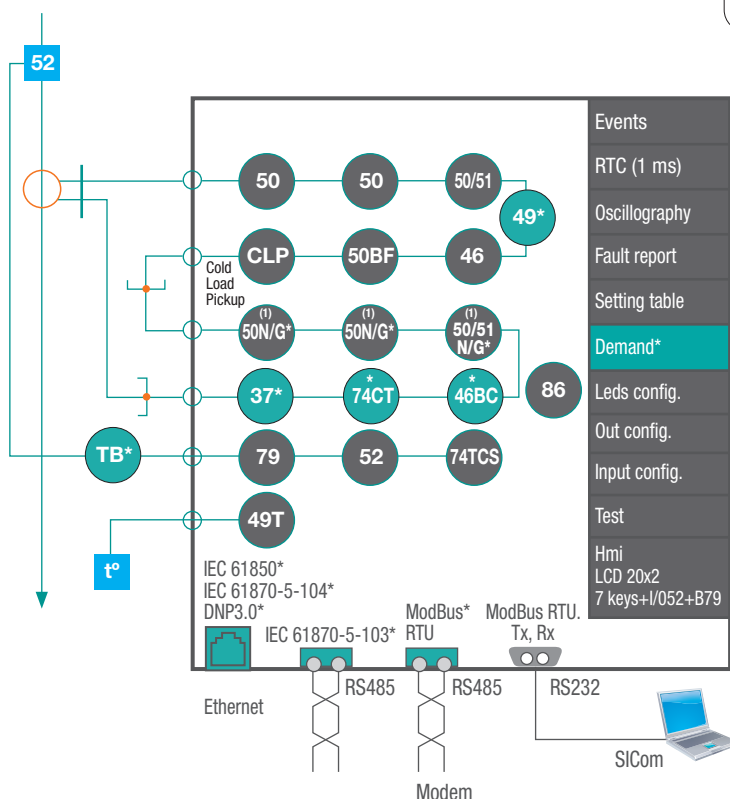 52
Events
RTC (1 ms)
Oscillography
Fault report
Setting table
Demand*
Leds config.
Out config.
Input config.
Test
Hmi
LCD 20x2
7 keys+I/052+B79
50
50
50/51
49*
Cold
Load
Pickup
CLP
50BF
46
(1)
50N/G*
(1)
50N/G*
(1)
50/51
N/G*
37*
*
74CT
*
46BC
86
TB*
79
52
74TCS
49T
tº
IEC 61850*
IEC 61870-5-104*
DNP3.0*
IEC 61870-5-103*
ModBus*
RTU
ModBus RTU.
Tx, Rx
Ethernet
RS485
RS485
RS232
SICom
Modem